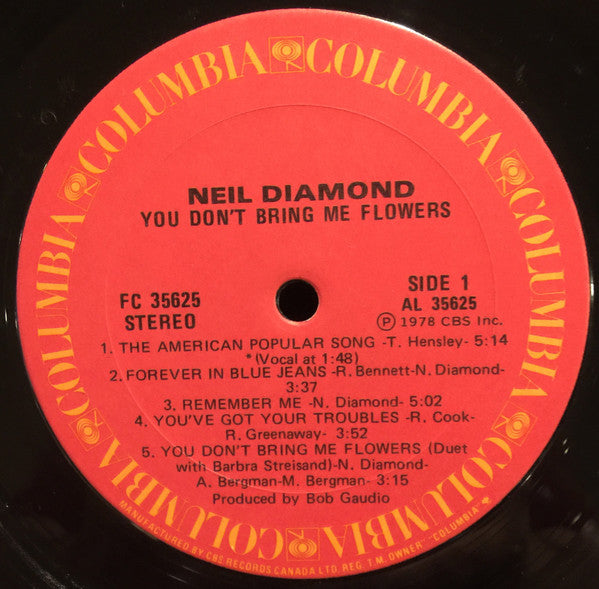 COLUMBIA COLUMBIA COLUMBIA COLUMBIA COLUMBIA COLUMBIA
NEIL DIAMOND
YOU DON'T BRING ME FLOWERS
FC 35625
STEREO
SIDE 1
AL 35625
Ⓟ 1978 CBS Inc.
1. THE AMERICAN POPULAR SONG -T. Hensley- 5:14
*(Vocal at 1:48)
2. FOREVER IN BLUE JEANS -R. Bennett-N. Diamond-
3:37
3. REMEMBER ME -N. Diamond- 5:02
4. YOU'VE GOT YOUR TROUBLES -R. Cook-
R. Greenaway- 3:52
5. YOU DON'T BRING ME FLOWERS (Duet
with Barbra Streisand)-N. Diamond-
A. Bergman-M. Bergman- 3:15
Produced by Bob Gaudio
MANUFACTURED BY CBS RECORDS CANADA LTD. REG. T.M. OWNER "COLUMBIA"